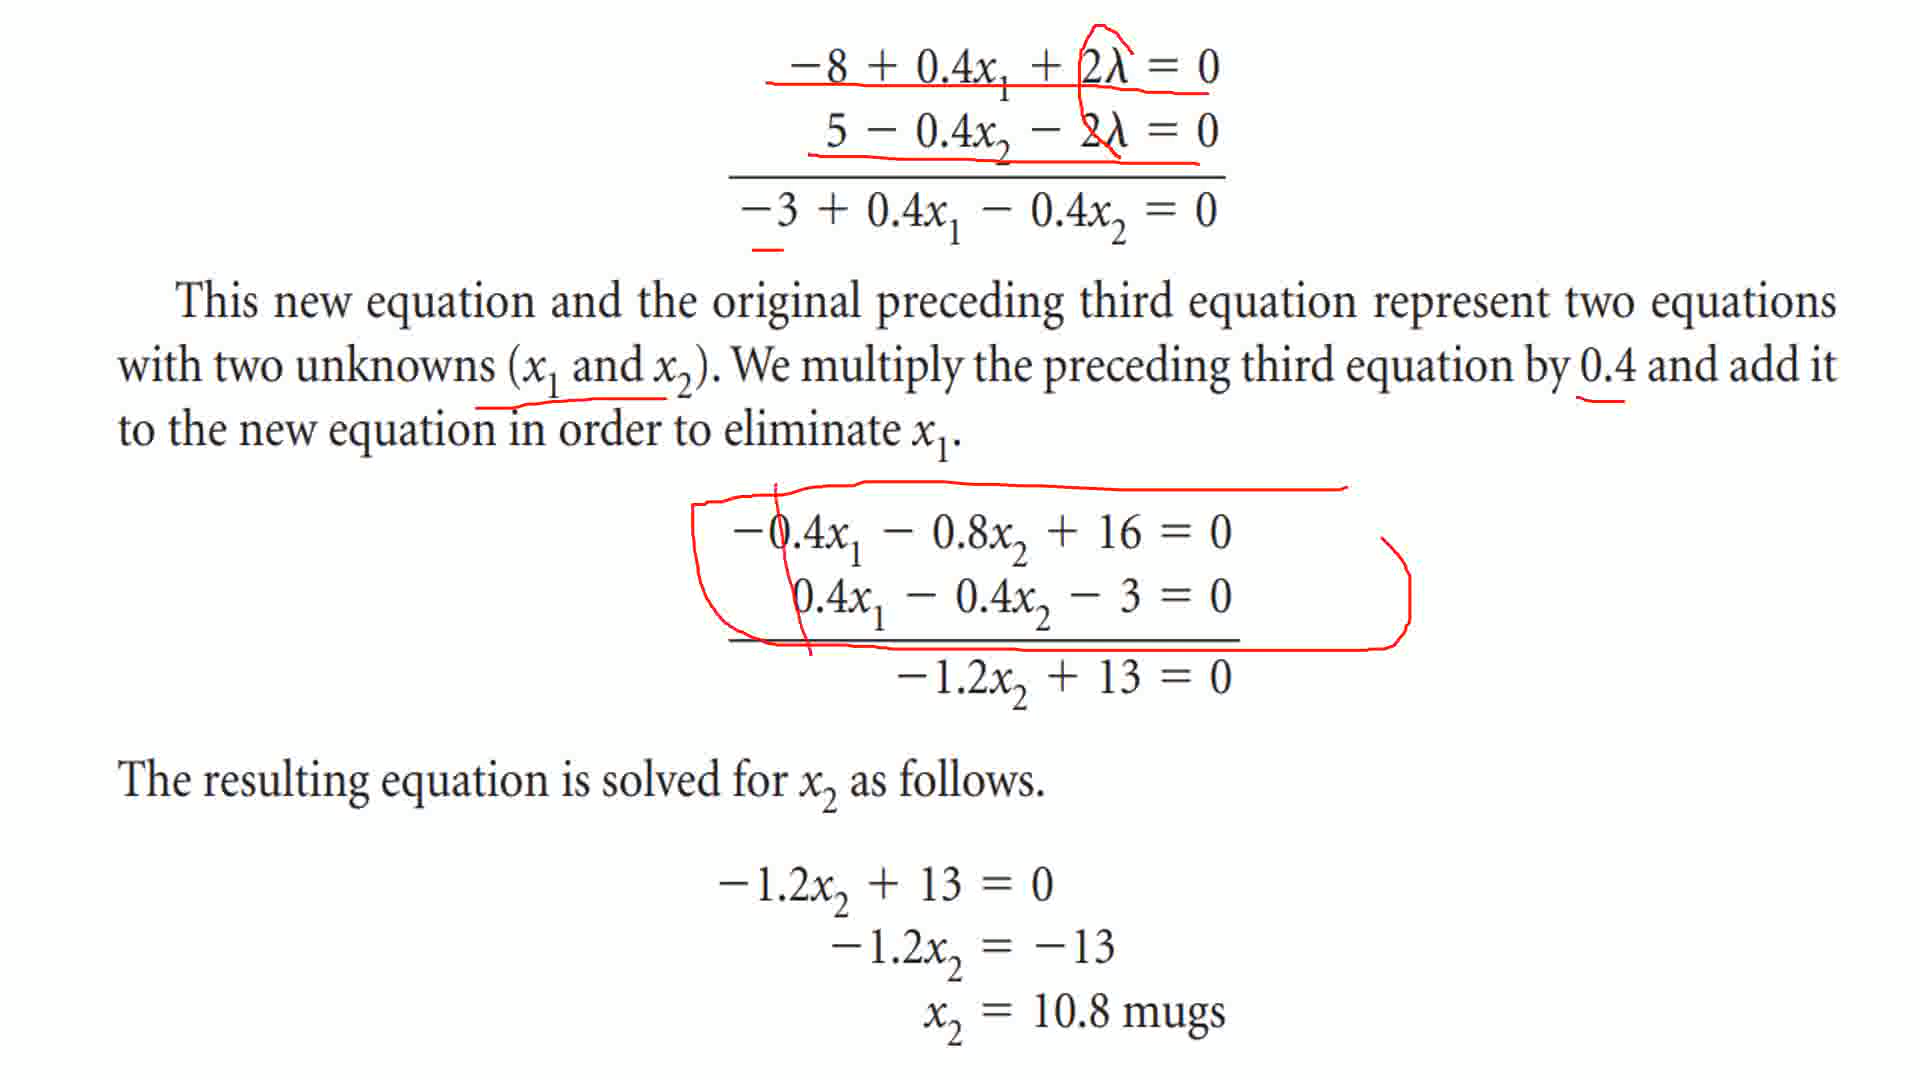 −8 + 0.4x₁ + 2λ = 0
5 − 0.4x₂ − 2λ = 0
−3 + 0.4x₁ − 0.4x₂ = 0
This new equation and the original preceding third equation represent two equations
with two unknowns (x₁ and x₂). We multiply the preceding third equation by 0.4 and add it
to the new equation in order to eliminate x₁.
−0.4x₁ − 0.8x₂ + 16 = 0
0.4x₁ − 0.4x₂ − 3 = 0
−1.2x₂ + 13 = 0
The resulting equation is solved for x₂ as follows.
−1.2x₂ + 13 = 0
−1.2x₂ = −13
x₂ = 10.8 mugs